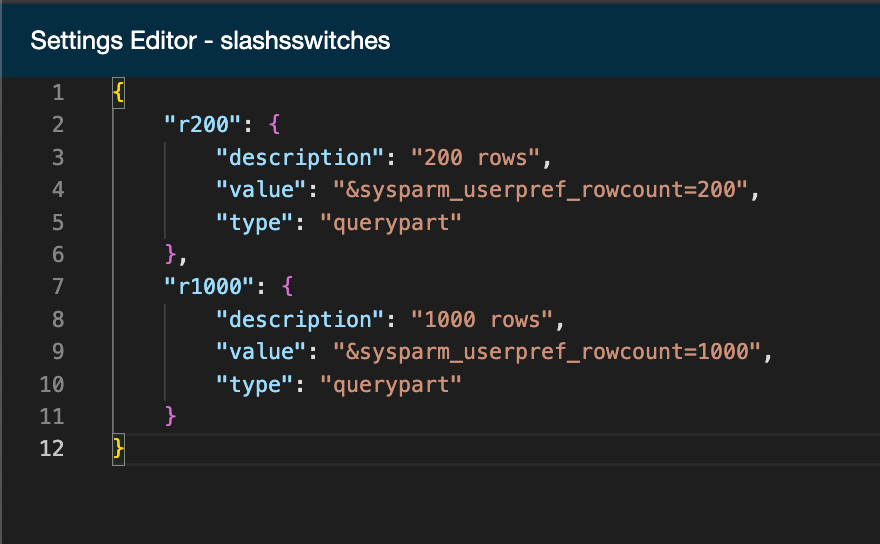 Settings Editor - slashsswitches
1 {
2     "r200": {
3         "description": "200 rows",
4         "value": "&sysparm_userpref_rowcount=200",
5         "type": "querypart"
6     },
7     "r1000": {
8         "description": "1000 rows",
9         "value": "&sysparm_userpref_rowcount=1000",
10         "type": "querypart"
11     }
12 }